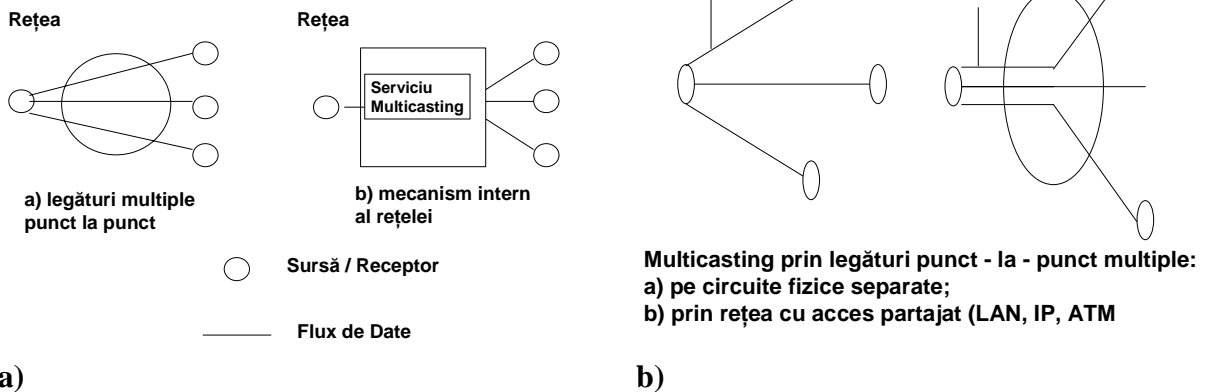 Rețea
Rețea
Serviciu
Multicasting
a) legături multiple
punct la punct
b) mecanism intern
al rețelei
Sursă / Receptor
Flux de Date
a)
Multicasting prin legături punct - la - punct multiple:
a) pe circuite fizice separate;
b) prin rețea cu acces partajat (LAN, IP, ATM
b)